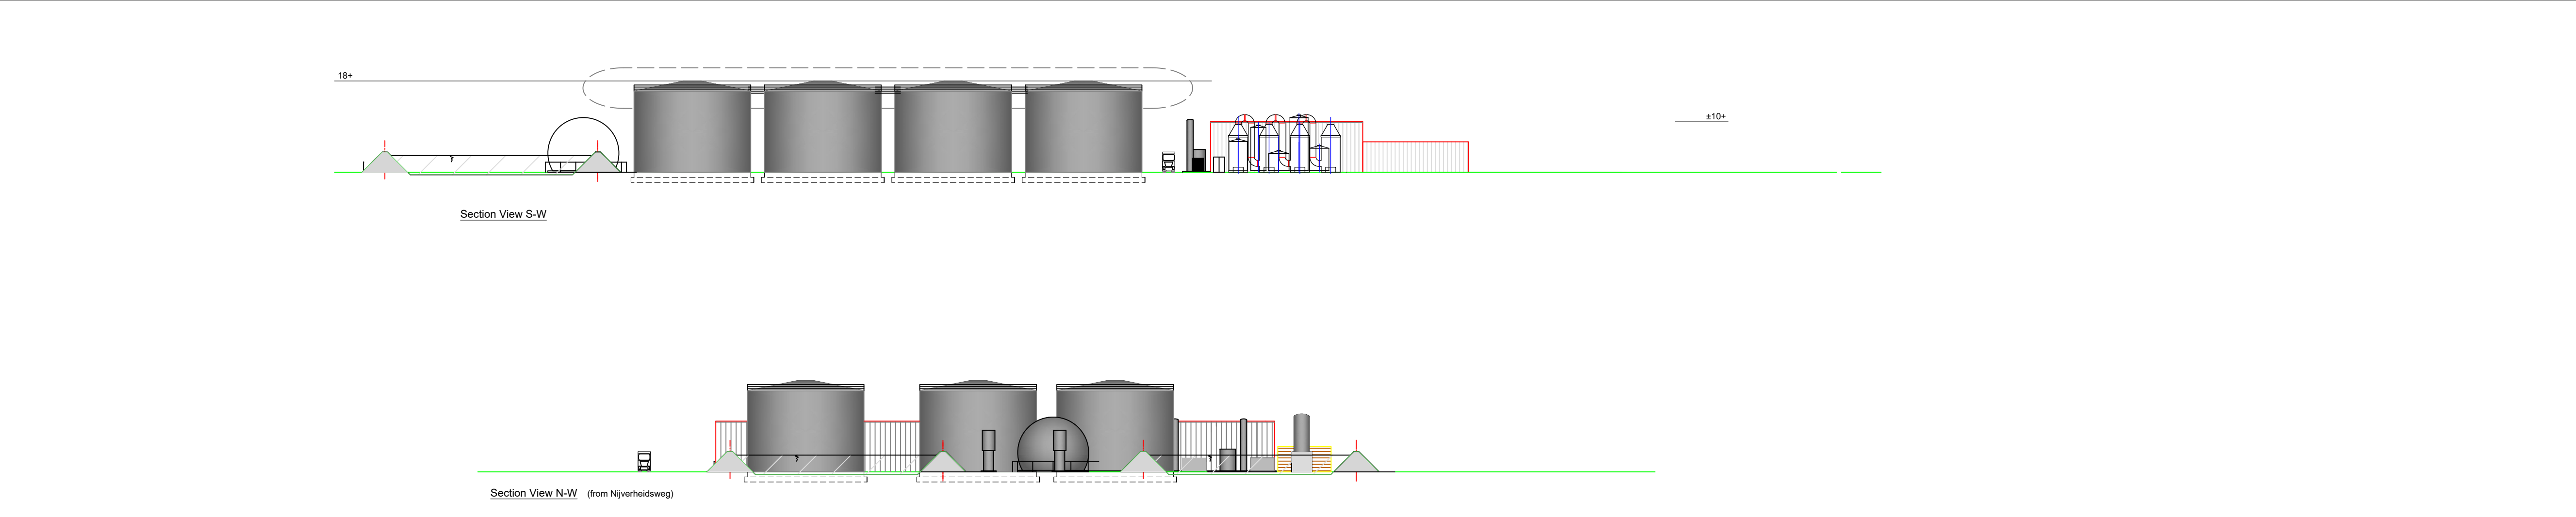 18+
±10+
Section View S-W
Section View N-W (from Nijverheidsweg)